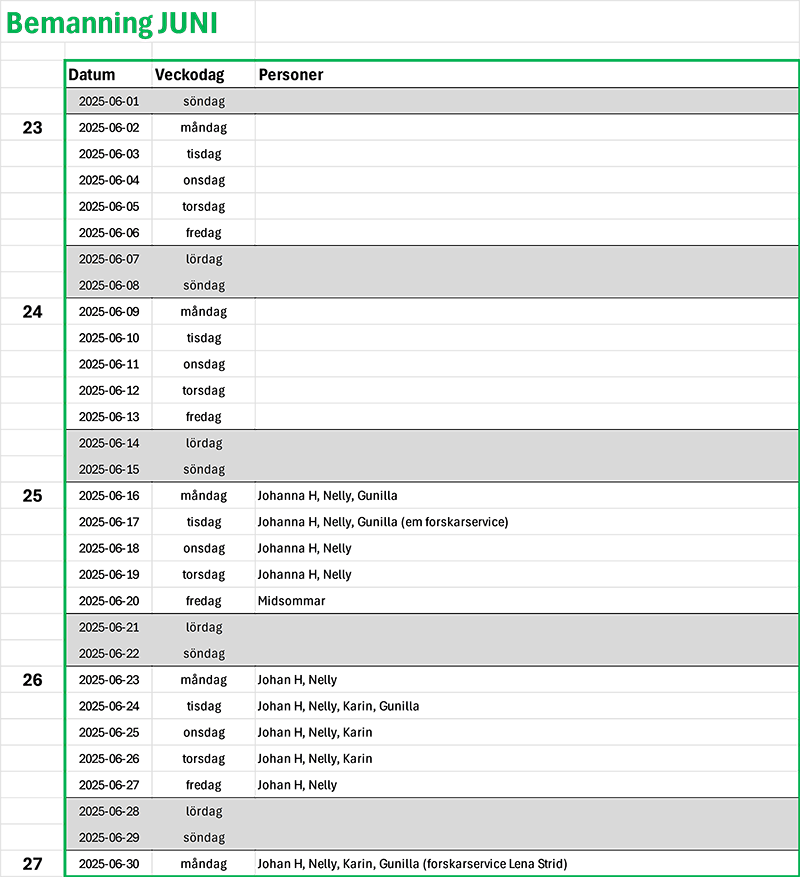 Bemanning JUNI
Datum Veckodag Personer
2025-06-01 söndag
23 2025-06-02 måndag
2025-06-03 tisdag
2025-06-04 onsdag
2025-06-05 torsdag
2025-06-06 fredag
2025-06-07 lördag
2025-06-08 söndag
24 2025-06-09 måndag
2025-06-10 tisdag
2025-06-11 onsdag
2025-06-12 torsdag
2025-06-13 fredag
2025-06-14 lördag
2025-06-15 söndag
25 2025-06-16 måndag Johanna H, Nelly, Gunilla
2025-06-17 tisdag Johanna H, Nelly, Gunilla (em forskarservice)
2025-06-18 onsdag Johanna H, Nelly
2025-06-19 torsdag Johanna H, Nelly
2025-06-20 fredag Midsommar
2025-06-21 lördag
2025-06-22 söndag
26 2025-06-23 måndag Johan H, Nelly
2025-06-24 tisdag Johan H, Nelly, Karin, Gunilla
2025-06-25 onsdag Johan H, Nelly, Karin
2025-06-26 torsdag Johan H, Nelly, Karin
2025-06-27 fredag Johan H, Nelly
2025-06-28 lördag
2025-06-29 söndag
27 2025-06-30 måndag Johan H, Nelly, Karin, Gunilla (forskarservice Lena Strid)